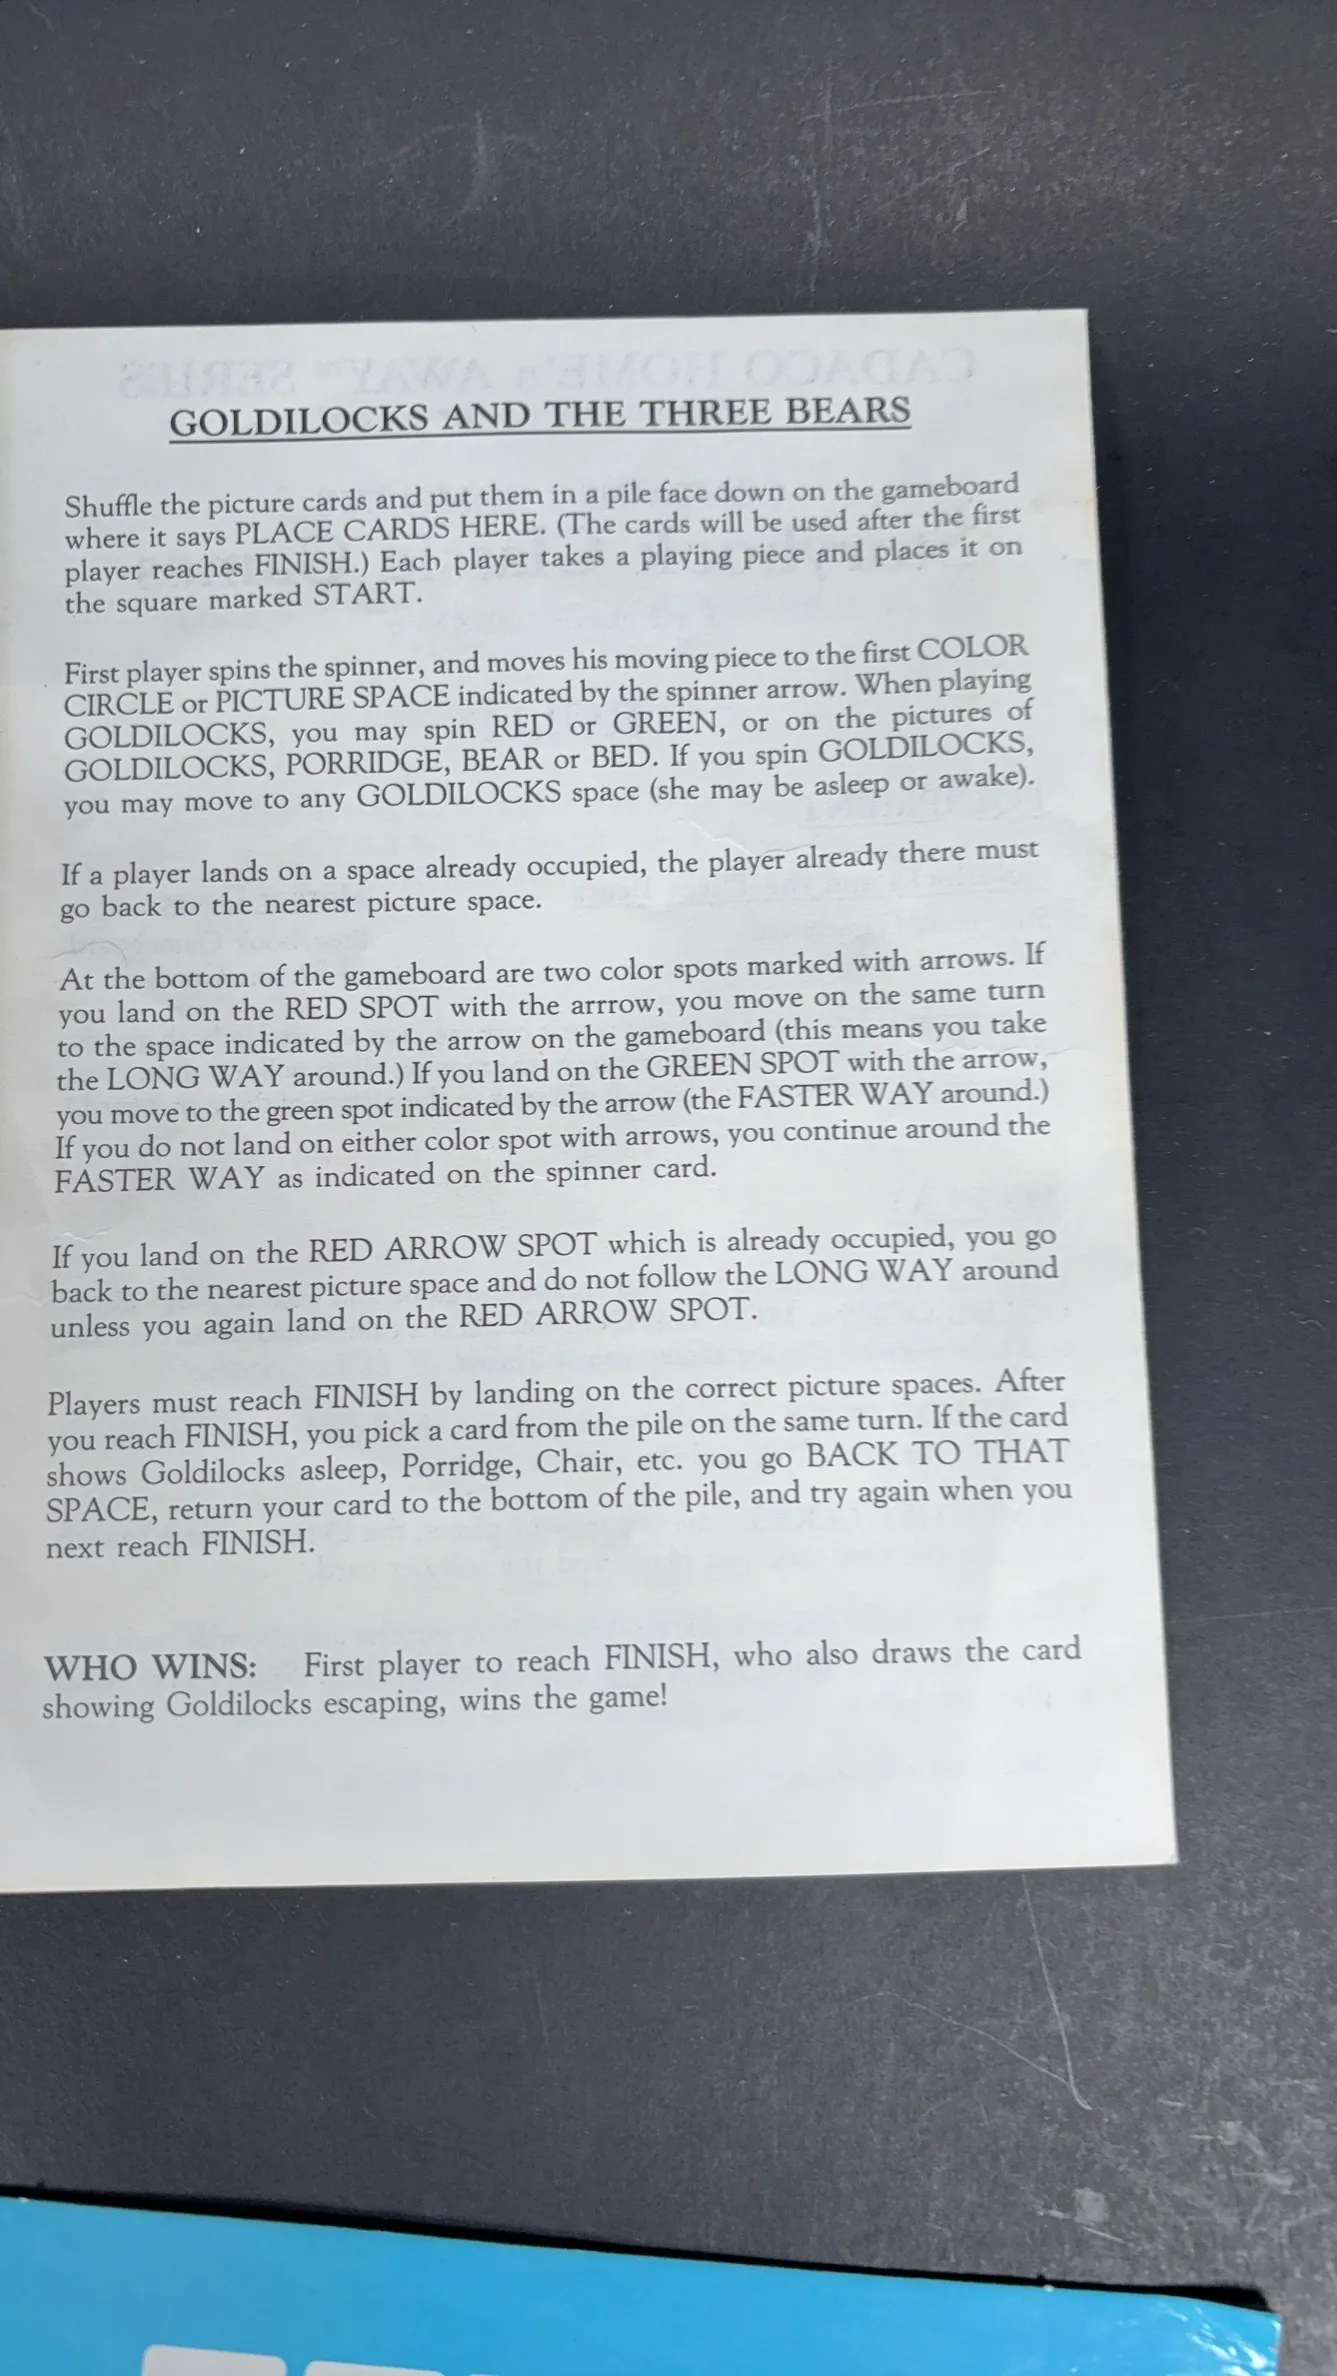 CADACO HOME n AWAY™ SERIES
GOLDILOCKS AND THE THREE BEARS
Shuffle the picture cards and put them in a pile face down on the gameboard
where it says PLACE CARDS HERE. (The cards will be used after the first
player reaches FINISH.) Each player takes a playing piece and places it on
the square marked START.
First player spins the spinner, and moves his moving piece to the first COLOR
CIRCLE or PICTURE SPACE indicated by the spinner arrow. When playing
GOLDILOCKS, you may spin RED or GREEN, or on the pictures of
GOLDILOCKS, PORRIDGE, BEAR or BED. If you spin GOLDILOCKS,
you may move to any GOLDILOCKS space (she may be asleep or awake).
If a player lands on a space already occupied, the player already there must
go back to the nearest picture space.
At the bottom of the gameboard are two color spots marked with arrows. If
you land on the RED SPOT with the arrrow, you move on the same turn
to the space indicated by the arrow on the gameboard (this means you take
the LONG WAY around.) If you land on the GREEN SPOT with the arrow,
you move to the green spot indicated by the arrow (the FASTER WAY around.)
If you do not land on either color spot with arrows, you continue around the
FASTER WAY as indicated on the spinner card.
If you land on the RED ARROW SPOT which is already occupied, you go
back to the nearest picture space and do not follow the LONG WAY around
unless you again land on the RED ARROW SPOT.
Players must reach FINISH by landing on the correct picture spaces. After
you reach FINISH, you pick a card from the pile on the same turn. If the card
shows Goldilocks asleep, Porridge, Chair, etc. you go BACK TO THAT
SPACE, return your card to the bottom of the pile, and try again when you
next reach FINISH.
WHO WINS: First player to reach FINISH, who also draws the card
showing Goldilocks escaping, wins the game!